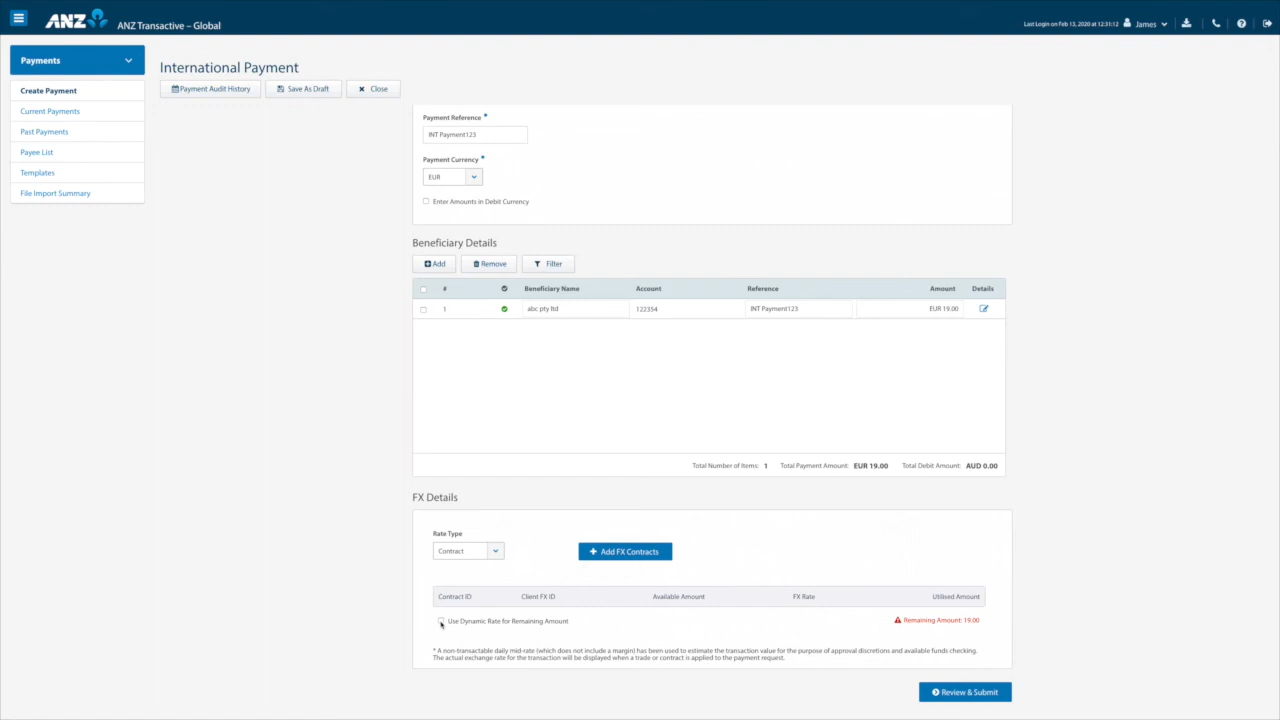 ANZ
ANZ Transactive – Global
Last Login on Feb 13, 2020 at 12:31:12
James
Payments
Create Payment
Current Payments
Past Payments
Payee List
Templates
File Import Summary
International Payment
Payment Audit History
Save As Draft
Close
Payment Reference *
INT Payment123
Payment Currency *
EUR
Enter Amounts in Debit Currency
Beneficiary Details
Add
Remove
Filter
# Beneficiary Name Account Reference Amount Details
1 abc pty ltd 122354 INT Payment123 EUR 19.00
Total Number of Items: 1 Total Payment Amount: EUR 19.00 Total Debit Amount: AUD 0.00
FX Details
Rate Type
Contract
Add FX Contracts
Contract ID Client FX ID Available Amount FX Rate Utilised Amount
Use Dynamic Rate for Remaining Amount
Remaining Amount: 19.00
* A non-transactable daily mid-rate (which does not include a margin) has been used to estimate the transaction value for the purpose of approval discretions and available funds checking.
The actual exchange rate for the transaction will be displayed when a trade or contract is applied to the payment request.
Review & Submit